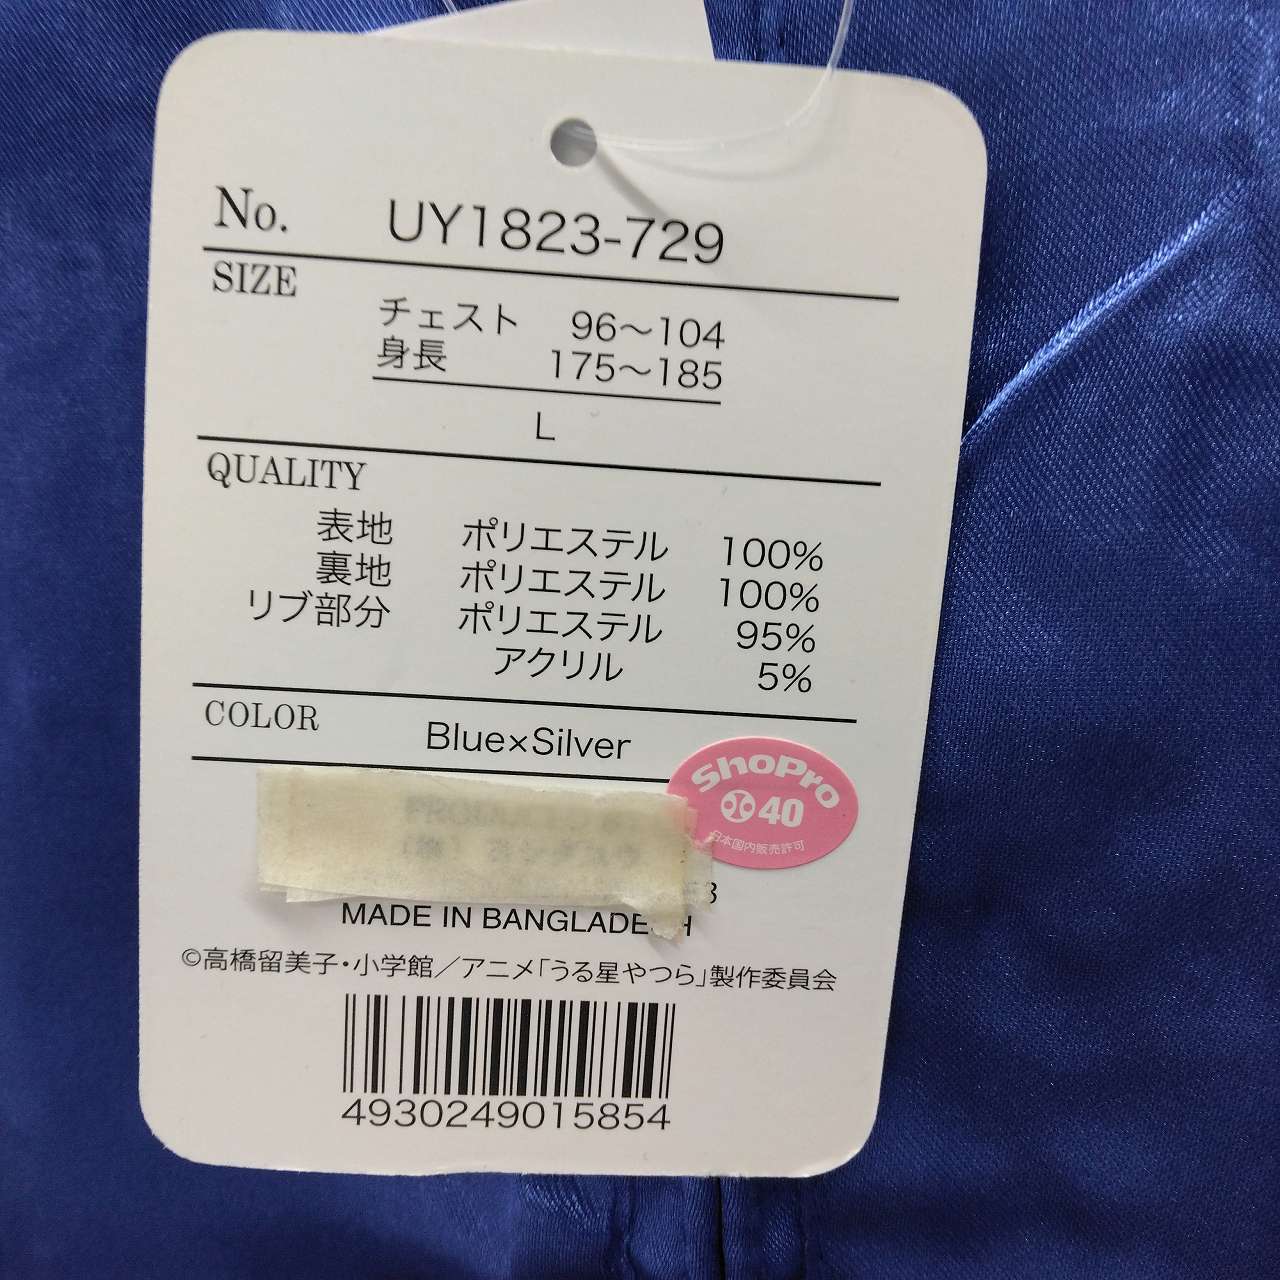 No. UY1823-729
SIZE
チェスト 96〜104
身長 175〜185
L
QUALITY
表地 ポリエステル 100%
裏地 ポリエステル 100%
リブ部分 ポリエステル 95%
アクリル 5%
COLOR Blue×Silver
ShoPro
40
日本国内販売許可
PRODUCED
3
MADE IN BANGLADESH
©高橋留美子・小学館／アニメ「うる星やつら」製作委員会
4930249015854